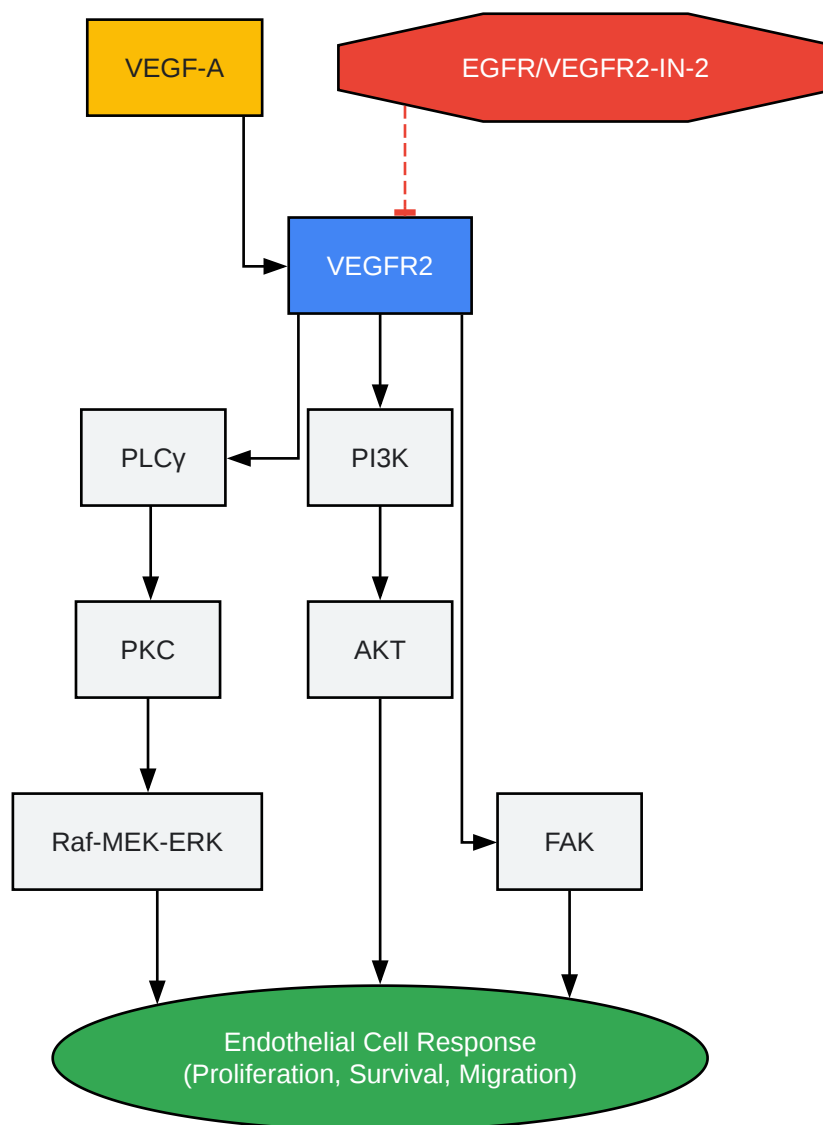 VEGF-A
EGFR/VEGFR2-IN-2
VEGFR2
PLCγ
PI3K
PKC
AKT
Raf-MEK-ERK
FAK
Endothelial Cell Response
(Proliferation, Survival, Migration)